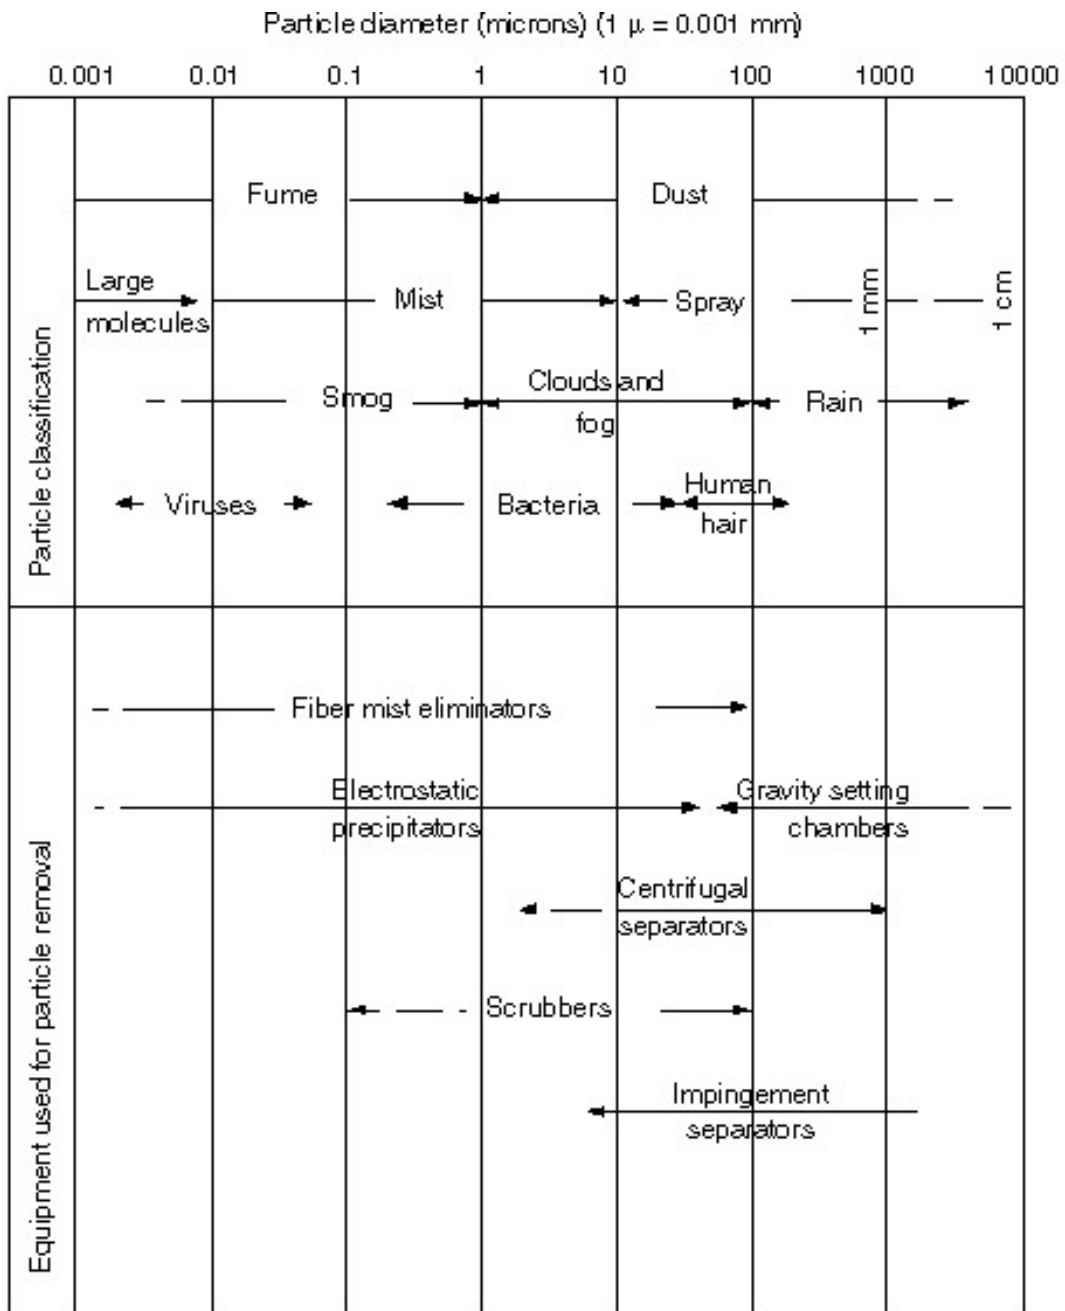 Particle diameter (microns) (1 µ = 0.001 mm)
0.001 0.01 0.1 1 10 100 1000 10000
Particle classification
Fume Dust
Large
molecules
Mist Spray 1 mm 1 cm
Smog
Clouds and
fog
Rain
Viruses Bacteria
Human
hair
Equipment used for particle removal
Fiber mist eliminators
Electrostatic
precipitators
Gravity setting
chambers
Centrifugal
separators
Scrubbers
Impingement
separators